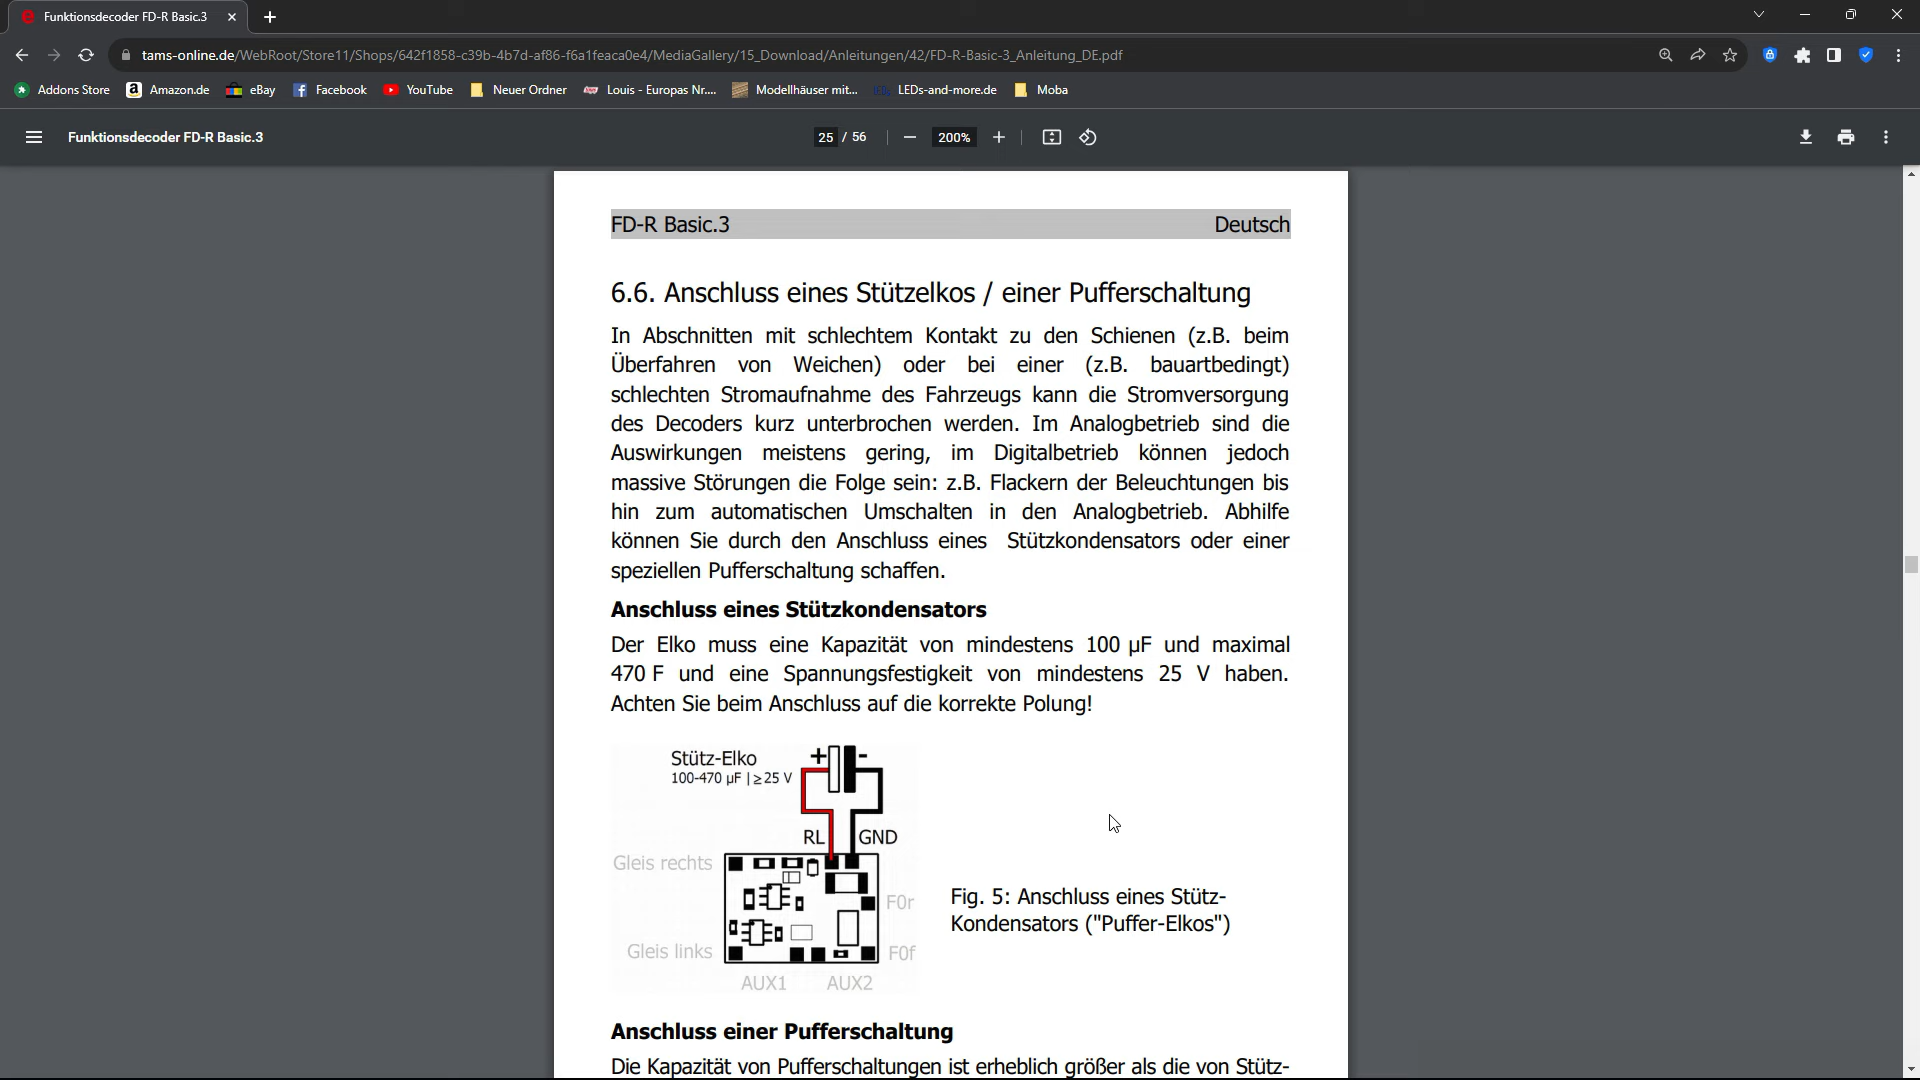 Funktionsdecoder FD-R Basic.3
tams-online.de/WebRoot/Store11/Shops/642f1858-c39b-4b7d-af86-f6a1feaca0e4/MediaGallery/15_Download/Anleitungen/42/FD-R-Basic-3_Anleitung_DE.pdf
Addons Store Amazon.de eBay Facebook YouTube Neuer Ordner Louis - Europas Nr.... Modellhäuser mit... LEDs-and-more.de Moba
Funktionsdecoder FD-R Basic.3 25 / 56 200%
FD-R Basic.3 Deutsch
6.6. Anschluss eines Stützelkos / einer Pufferschaltung
In Abschnitten mit schlechtem Kontakt zu den Schienen (z.B. beim
Überfahren von Weichen) oder bei einer (z.B. bauartbedingt)
schlechten Stromaufnahme des Fahrzeugs kann die Stromversorgung
des Decoders kurz unterbrochen werden. Im Analogbetrieb sind die
Auswirkungen meistens gering, im Digitalbetrieb können jedoch
massive Störungen die Folge sein: z.B. Flackern der Beleuchtungen bis
hin zum automatischen Umschalten in den Analogbetrieb. Abhilfe
können Sie durch den Anschluss eines Stützkondensators oder einer
speziellen Pufferschaltung schaffen.
Anschluss eines Stützkondensators
Der Elko muss eine Kapazität von mindestens 100 µF und maximal
470 F und eine Spannungsfestigkeit von mindestens 25 V haben.
Achten Sie beim Anschluss auf die korrekte Polung!
Stütz-Elko + -
100-470 µF | ≥ 25 V
RL GND
Gleis rechts
F0r
Gleis links F0f
AUX1 AUX2
Fig. 5: Anschluss eines Stütz-
Kondensators ("Puffer-Elkos")
Anschluss einer Pufferschaltung
Die Kapazität von Pufferschaltungen ist erheblich größer als die von Stütz-